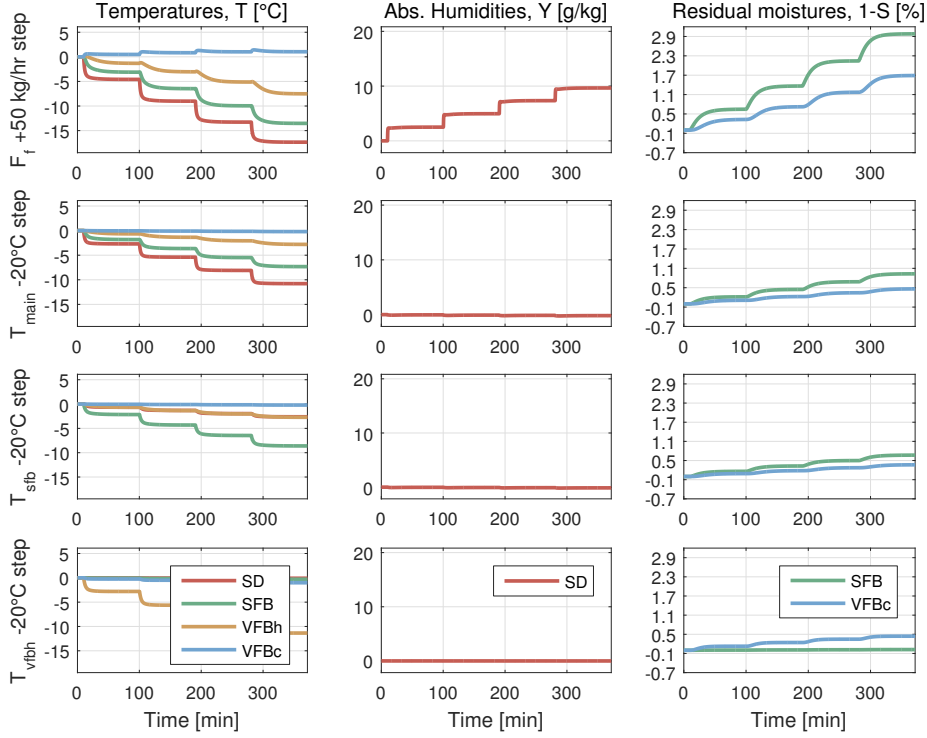 Temperatures, T [°C]
Abs. Humidities, Y [g/kg]
Residual moistures, 1-S [%]
F_f +50 kg/hr step
5
0
-5
-10
-15
0 100 200 300
20
10
0
0 100 200 300
2.9
2.3
1.7
1.1
0.5
-0.1
-0.7
0 100 200 300
T_main -20°C step
5
0
-5
-10
-15
0 100 200 300
20
10
0
0 100 200 300
2.9
2.3
1.7
1.1
0.5
-0.1
-0.7
0 100 200 300
T_sfb -20°C step
5
0
-5
-10
-15
0 100 200 300
20
10
0
0 100 200 300
2.9
2.3
1.7
1.1
0.5
-0.1
-0.7
0 100 200 300
T_vfbh -20°C step
5
0
-5
-10
-15
SD
SFB
VFBh
VFBc
0 100 200 300
Time [min]
20
10
0
SD
0 100 200 300
Time [min]
2.9
2.3
1.7
1.1
0.5
-0.1
-0.7
SFB
VFBc
0 100 200 300
Time [min]